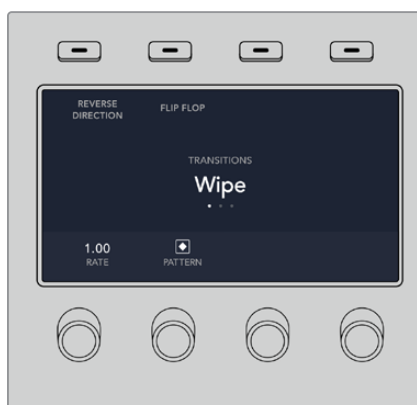 REVERSE
DIRECTION
FLIP FLOP
TRANSITIONS
Wipe
1.00
RATE
PATTERN